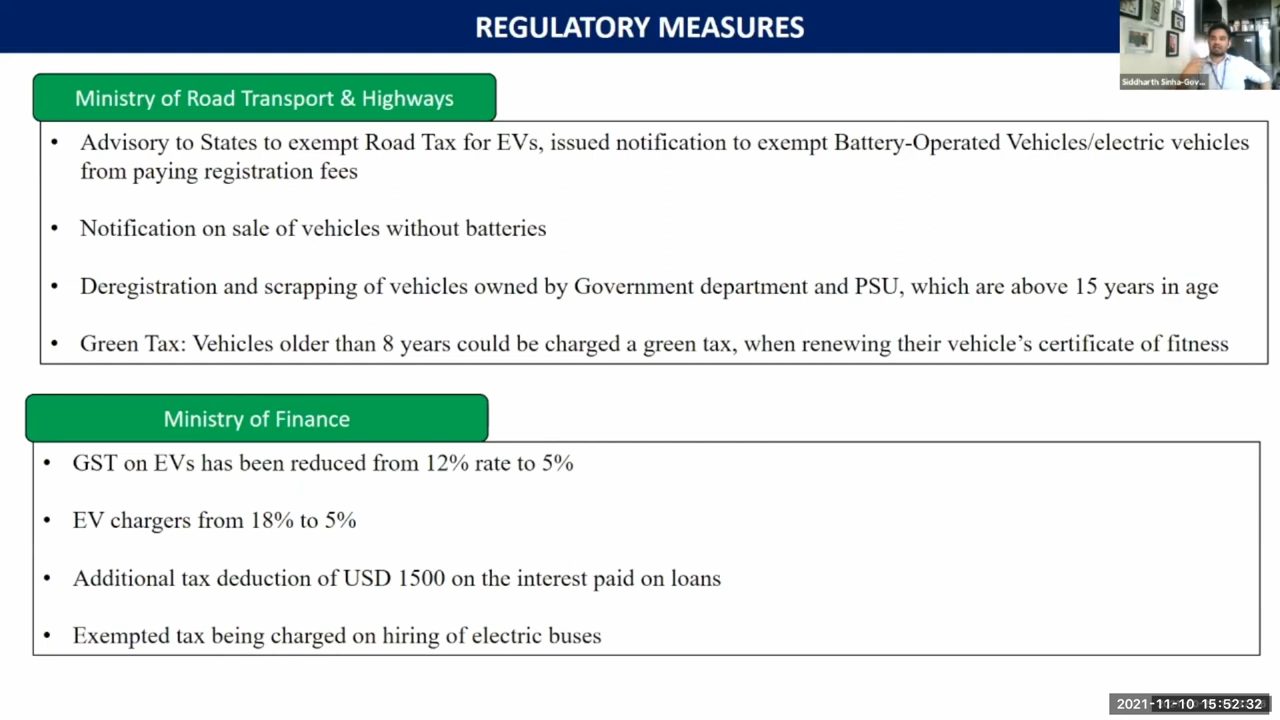 REGULATORY MEASURES
Siddharth Sinha-Gov...
Ministry of Road Transport & Highways
• Advisory to States to exempt Road Tax for EVs, issued notification to exempt Battery-Operated Vehicles/electric vehicles
from paying registration fees
• Notification on sale of vehicles without batteries
• Deregistration and scrapping of vehicles owned by Government department and PSU, which are above 15 years in age
• Green Tax: Vehicles older than 8 years could be charged a green tax, when renewing their vehicle’s certificate of fitness
Ministry of Finance
• GST on EVs has been reduced from 12% rate to 5%
• EV chargers from 18% to 5%
• Additional tax deduction of USD 1500 on the interest paid on loans
• Exempted tax being charged on hiring of electric buses
2021-11-10 15:52:32